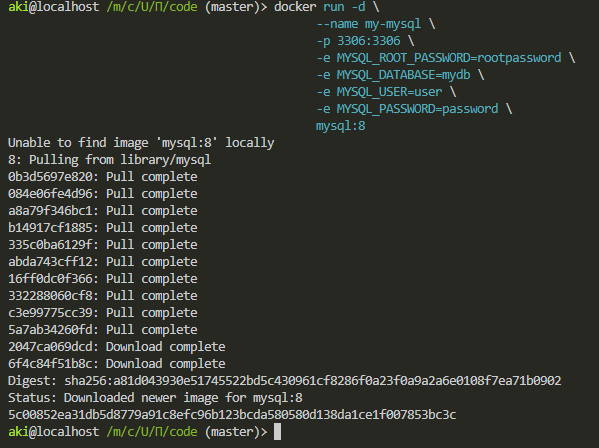 aki@localhost /m/c/U/П/code (master)> docker run -d \
--name my-mysql \
-p 3306:3306 \
-e MYSQL_ROOT_PASSWORD=rootpassword \
-e MYSQL_DATABASE=mydb \
-e MYSQL_USER=user \
-e MYSQL_PASSWORD=password \
mysql:8
Unable to find image 'mysql:8' locally
8: Pulling from library/mysql
0b3d5697e820: Pull complete
084e06fe4d96: Pull complete
a8a79f346bc1: Pull complete
b14917cf1885: Pull complete
335c0ba6129f: Pull complete
abda743cff12: Pull complete
16ff0dc0f366: Pull complete
332288060cf8: Pull complete
c3e99775cc39: Pull complete
5a7ab34260fd: Pull complete
2047ca069dcd: Download complete
6f4c84f51b8c: Download complete
Digest: sha256:a81d043930e51745522bd5c430961cf8286f0a23f0a9a2a6e0108f7ea71b0902
Status: Downloaded newer image for mysql:8
5c00852ea31db5d8779a91c8efc96b123bcda580580d138da1ce1f007853bc3c
aki@localhost /m/c/U/П/code (master)>